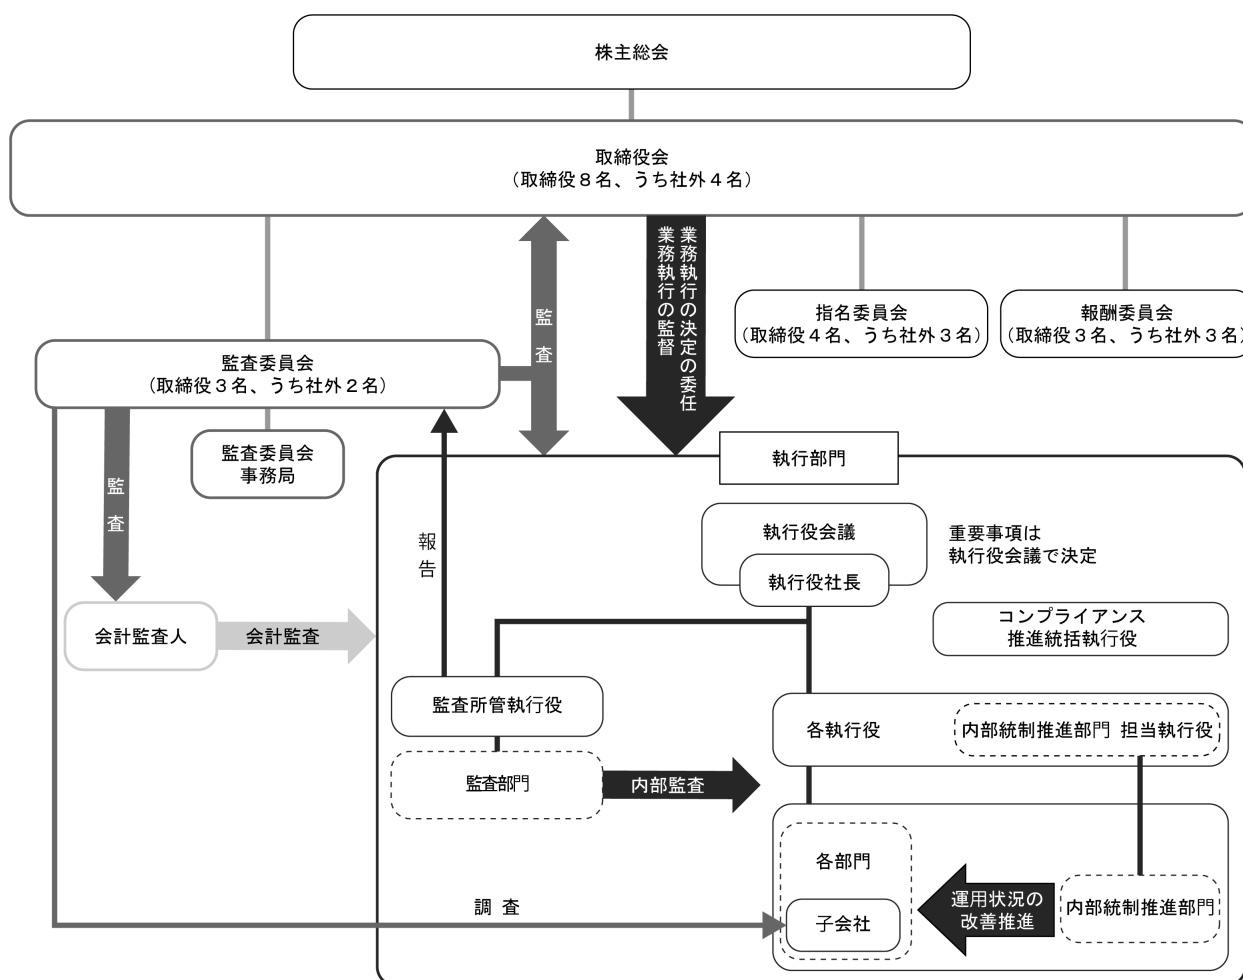 株主総会
取締役会
（取締役８名、うち社外４名）
業務執行の決定の委任
業務執行の監督
監査
指名委員会
（取締役４名、うち社外３名）
報酬委員会
（取締役３名、うち社外３名）
監査委員会
（取締役３名、うち社外２名）
監査委員会
事務局
監査
執行部門
報告
執行役会議
執行役社長
重要事項は
執行役会議で決定
会計監査人
会計監査
コンプライアンス
推進統括執行役
監査所管執行役
各執行役
内部統制推進部門 担当執行役
監査部門
内部監査
各部門
運用状況の
改善推進
内部統制推進部門
調 査
子会社